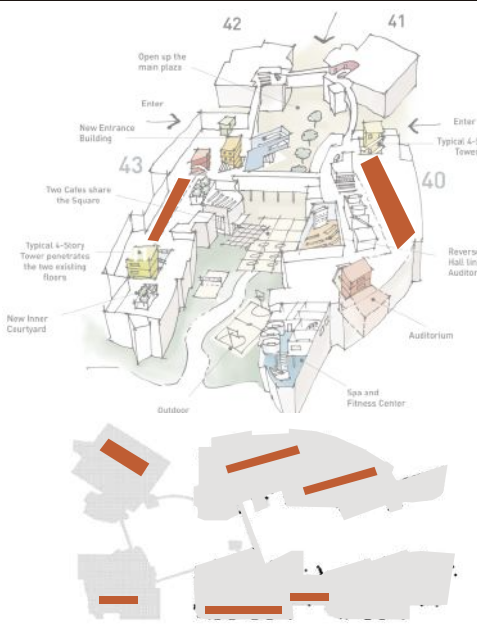 42
41
Open up the
main plaza
Enter
Enter
New Entrance
Building
Typical 4-
Tower
43
40
Two Cafes share
the Square
Typical 4-Story
Tower penetrates
the two existing
floors
Reverse
Hall lin
Auditor
New Inner
Courtyard
Auditorium
Spa and
Fitness Center
Outdoor